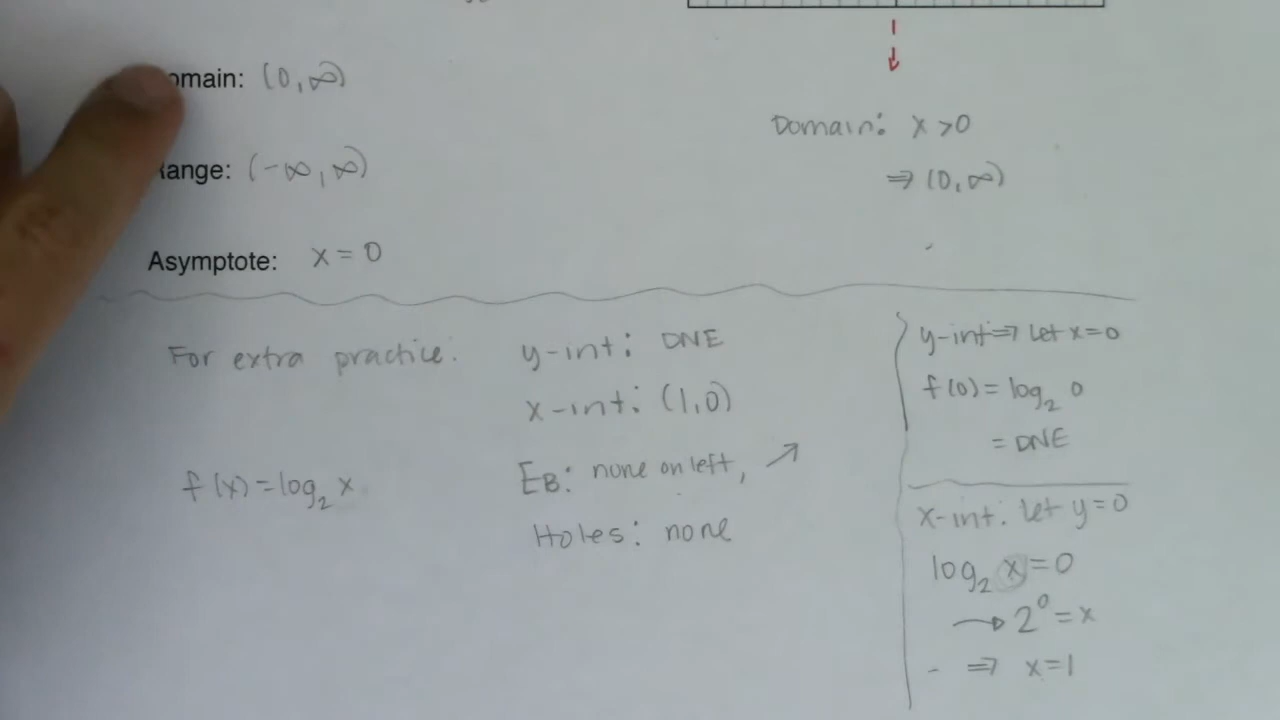 omain: (0, ∞)
Range: (-∞, ∞)
Asymptote: x = 0
Domain: x > 0
⇒ (0, ∞)
For extra practice:
f(x) = log₂ x
y-int: DNE
x-int: (1, 0)
EB: none on left, ↗
Holes: none
y-int ⇒ let x = 0
f(0) = log₂ 0
= DNE
x-int: let y = 0
log₂ x = 0
→ 2⁰ = x
⇒ x = 1